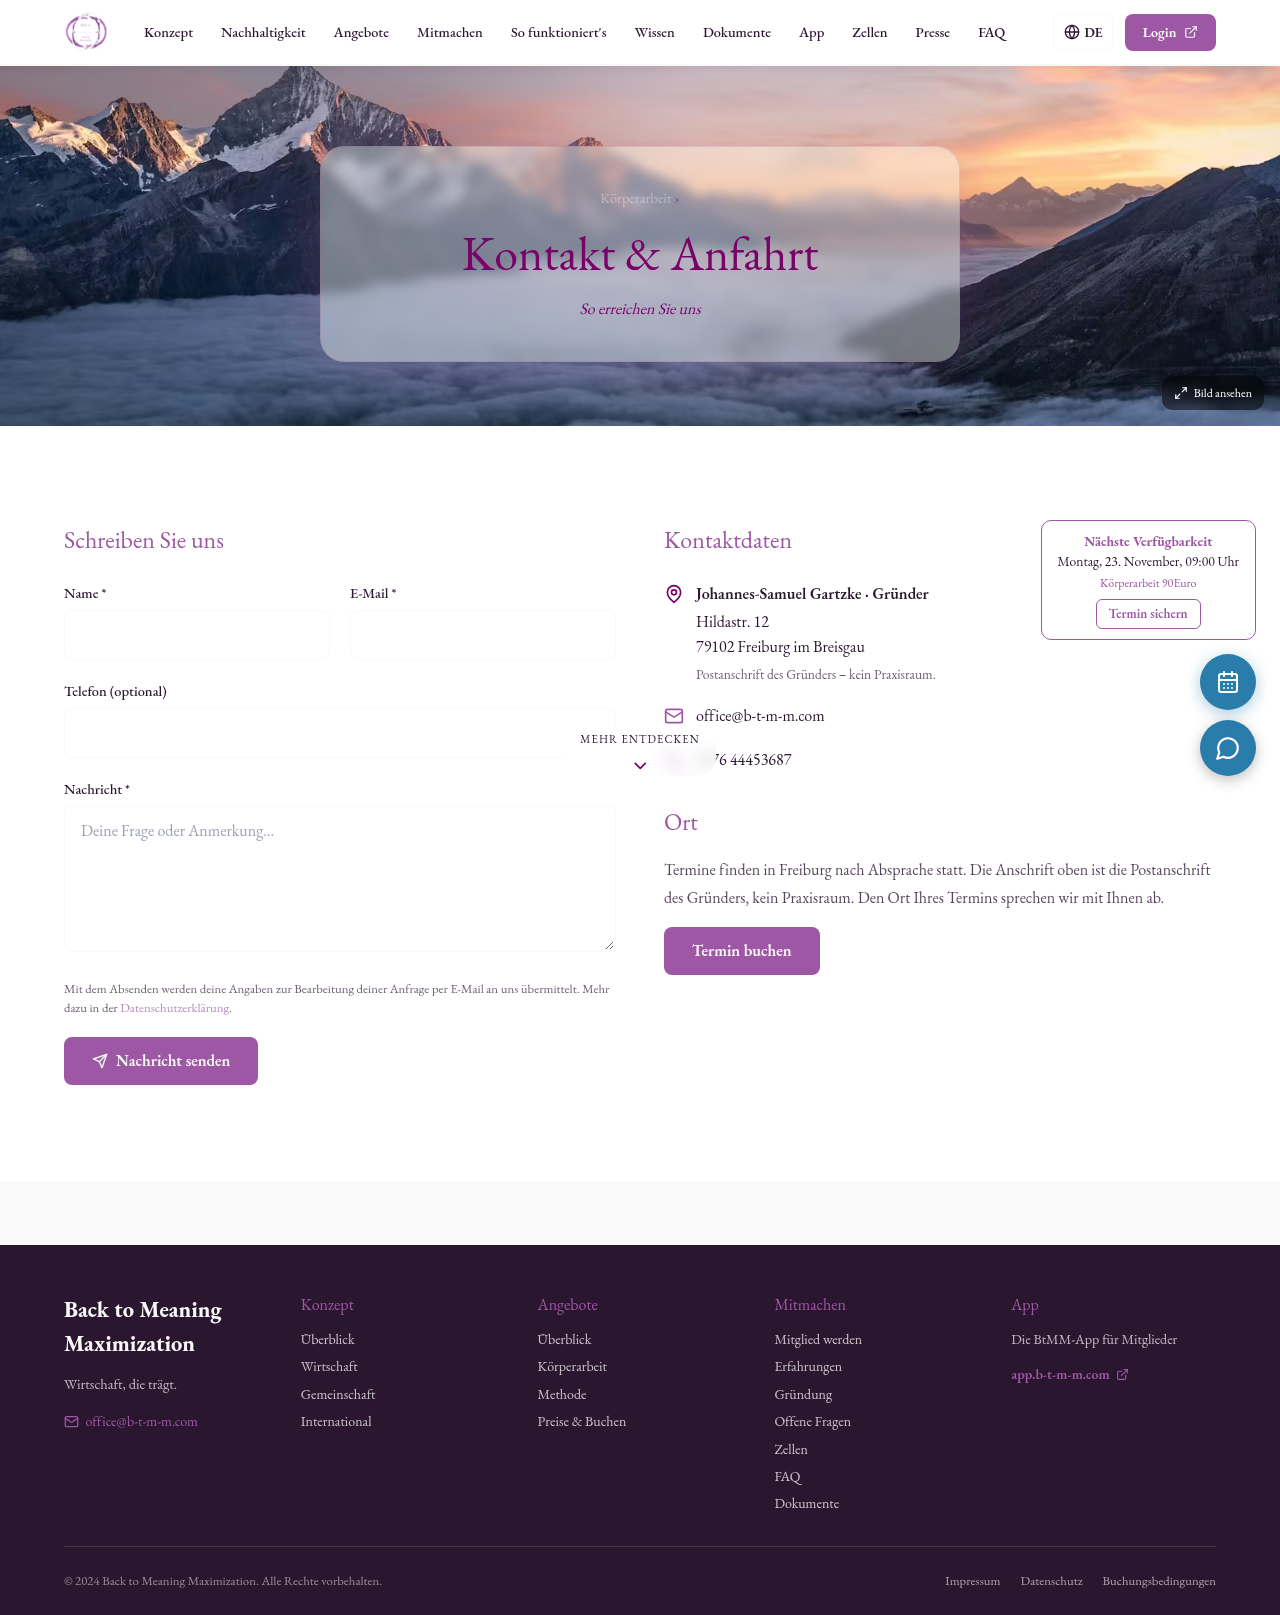 Konzept
Nachhaltigkeit
Angebote
Mitmachen
So funktioniert's
Wissen
Dokumente
App
Zellen
Presse
FAQ
DE
Login
Körperarbeit ›
Kontakt & Anfahrt
So erreichen Sie uns
Bild ansehen
Schreiben Sie uns
Name *
E-Mail *
Telefon (optional)
Nachricht *
Deine Frage oder Anmerkung...
Mit dem Absenden werden deine Angaben zur Bearbeitung deiner Anfrage per E-Mail an uns übermittelt. Mehr
dazu in der Datenschutzerklärung.
Nachricht senden
MEHR ENTDECKEN
Kontaktdaten
Johannes-Samuel Gartzke · Gründer
Hildastr. 12
79102 Freiburg im Breisgau
Postanschrift des Gründers – kein Praxisraum.
office@b-t-m-m.com
44453687
Ort
Termine finden in Freiburg nach Absprache statt. Die Anschrift oben ist die Postanschrift
des Gründers, kein Praxisraum. Den Ort Ihres Termins sprechen wir mit Ihnen ab.
Termin buchen
Nächste Verfügbarkeit
Montag, 23. November, 09:00 Uhr
Körperarbeit 90Euro
Termin sichern
Back to Meaning
Maximization
Wirtschaft, die trägt.
office@b-t-m-m.com
Konzept
Überblick
Wirtschaft
Gemeinschaft
International
Angebote
Überblick
Körperarbeit
Methode
Preise & Buchen
Mitmachen
Mitglied werden
Erfahrungen
Gründung
Offene Fragen
Zellen
FAQ
Dokumente
App
Die BtMM-App für Mitglieder
app.b-t-m-m.com
© 2024 Back to Meaning Maximization. Alle Rechte vorbehalten.
Impressum
Datenschutz
Buchungsbedingungen